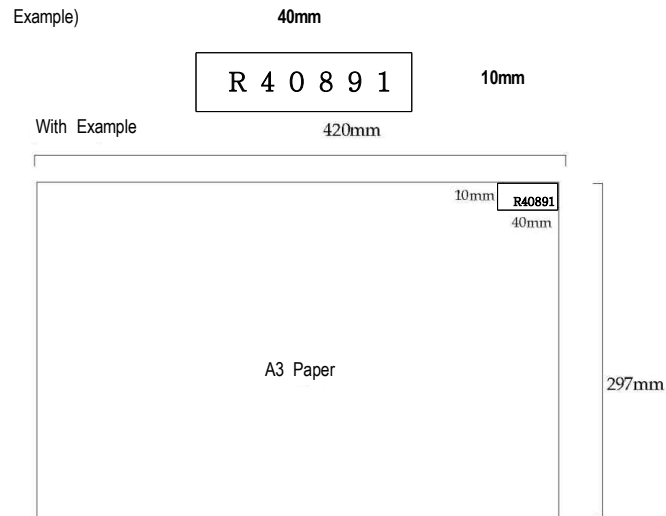 Example) 40mm
R 4 0 8 9 1 10mm
With Example 420mm
10mm R40891
40mm
A3 Paper
297mm